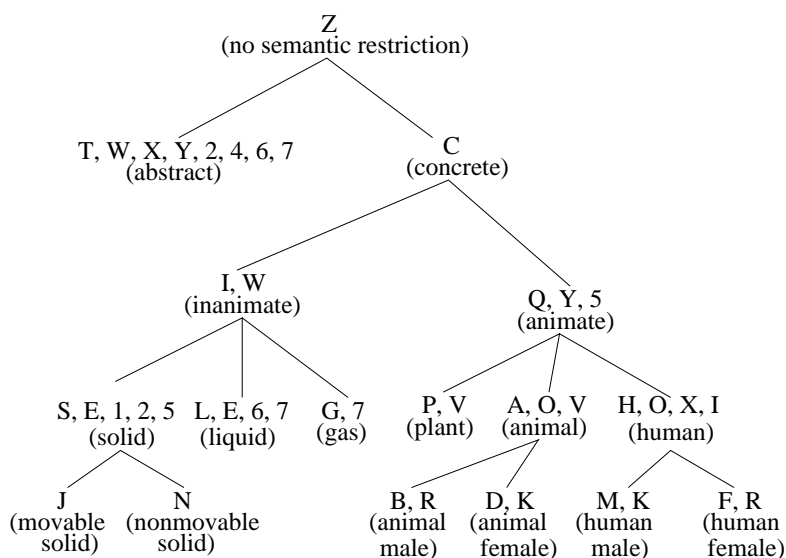 Z
(no semantic restriction)
T, W, X, Y, 2, 4, 6, 7
(abstract)
C
(concrete)
I, W
(inanimate)
Q, Y, 5
(animate)
S, E, 1, 2, 5
(solid)
L, E, 6, 7
(liquid)
G, 7
(gas)
P, V
(plant)
A, O, V
(animal)
H, O, X, I
(human)
J
(movable
solid)
N
(nonmovable
solid)
B, R
(animal
male)
D, K
(animal
female)
M, K
(human
male)
F, R
(human
female)